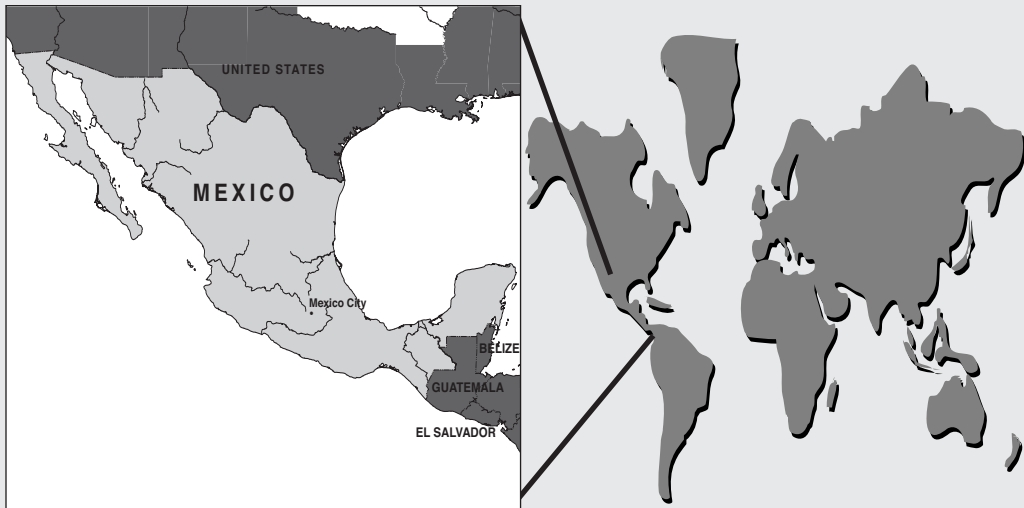 UNITED STATES
MEXICO
Mexico City
BELIZE
GUATEMALA
EL SALVADOR